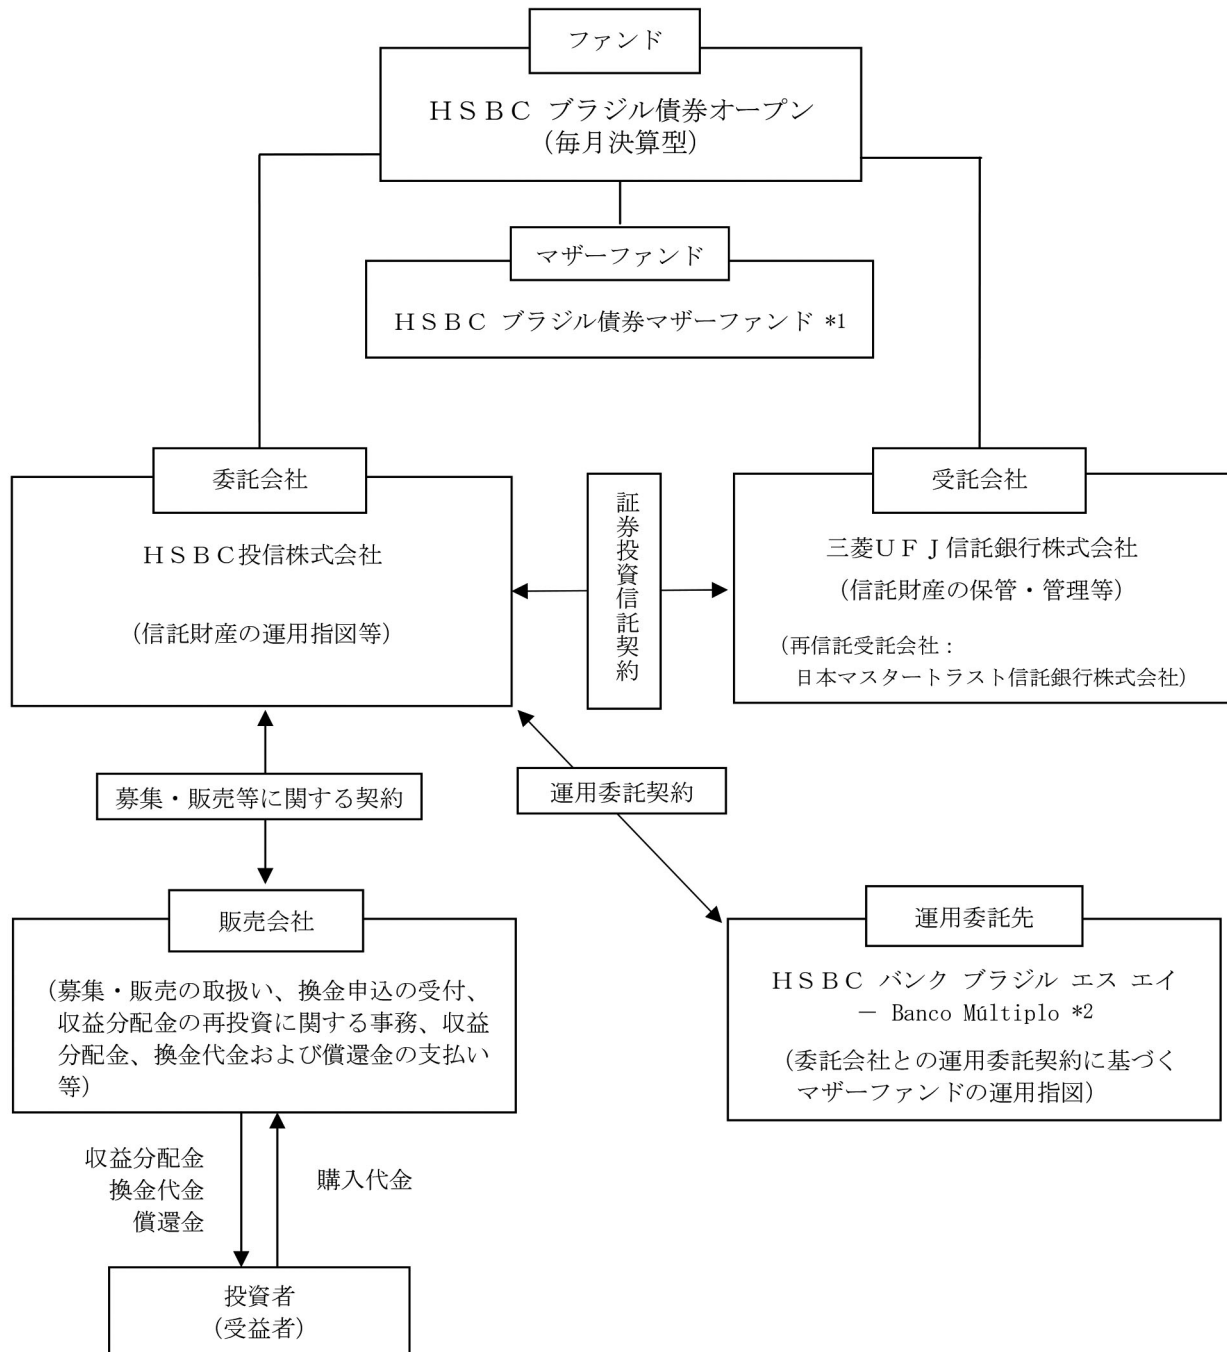 ファンド
ＨＳＢＣ ブラジル債券オープン
（毎月決算型）
マザーファンド
ＨＳＢＣ ブラジル債券マザーファンド *1
委託会社
ＨＳＢＣ投信株式会社
（信託財産の運用指図等）
証券投資信託契約
受託会社
三菱ＵＦＪ信託銀行株式会社
（信託財産の保管・管理等）
（再信託受託会社：
日本マスタートラスト信託銀行株式会社）
募集・販売等に関する契約
運用委託契約
販売会社
（募集・販売の取扱い、換金申込の受付、
収益分配金の再投資に関する事務、収益
分配金、換金代金および償還金の支払い
等）
運用委託先
ＨＳＢＣ バンク ブラジル エス エイ
－ Banco Múltiplo *2
（委託会社との運用委託契約に基づく
マザーファンドの運用指図）
収益分配金
換金代金
償還金
購入代金
投資者
（受益者）